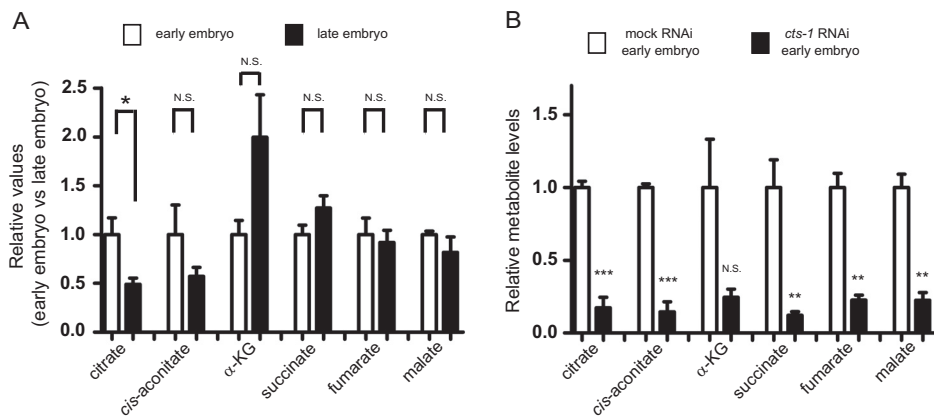 A
early embryo
late embryo
Relative values
(early embryo vs late embryo)
2.5
2.0
1.5
1.0
0.5
0.0
*
N.S.
N.S.
N.S.
N.S.
N.S.
citrate
cis-aconitate
α-KG
succinate
fumarate
malate
B
mock RNAi
early embryo
cts-1 RNAi
early embryo
Relative metabolite levels
1.5
1.0
0.5
0.0
***
***
N.S.
**
**
**
citrate
cis-aconitate
α-KG
succinate
fumarate
malate